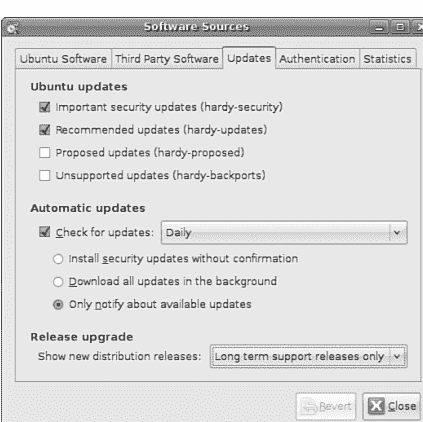 Software Sources
Ubuntu Software Third Party Software Updates Authentication Statistics
Ubuntu updates
Important security updates (hardy-security)
Recommended updates (hardy-updates)
Proposed updates (hardy-proposed)
Unsupported updates (hardy-backports)
Automatic updates
Check for updates: Daily
Install security updates without confirmation
Download all updates in the background
Only notify about available updates
Release upgrade
Show new distribution releases: Long term support releases only
Revert Close